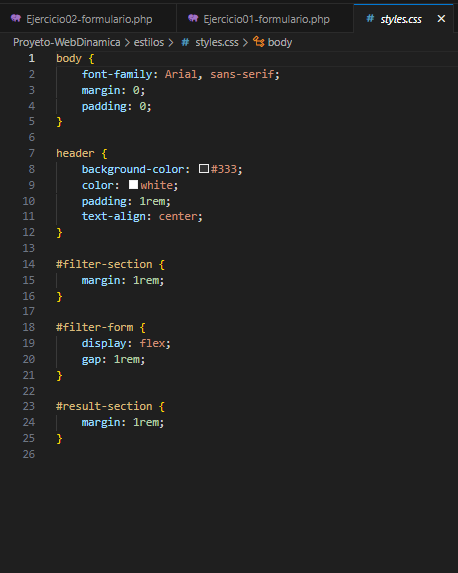 Ejercicio02-formulario.php Ejercicio01-formulario.php # styles.css ×
Proyeto-WebDinamica > estilos > # styles.css > body
1 body {
2 font-family: Arial, sans-serif;
3 margin: 0;
4 padding: 0;
5 }
6
7 header {
8 background-color: #333;
9 color: white;
10 padding: 1rem;
11 text-align: center;
12 }
13
14 #filter-section {
15 margin: 1rem;
16 }
17
18 #filter-form {
19 display: flex;
20 gap: 1rem;
21 }
22
23 #result-section {
24 margin: 1rem;
25 }
26